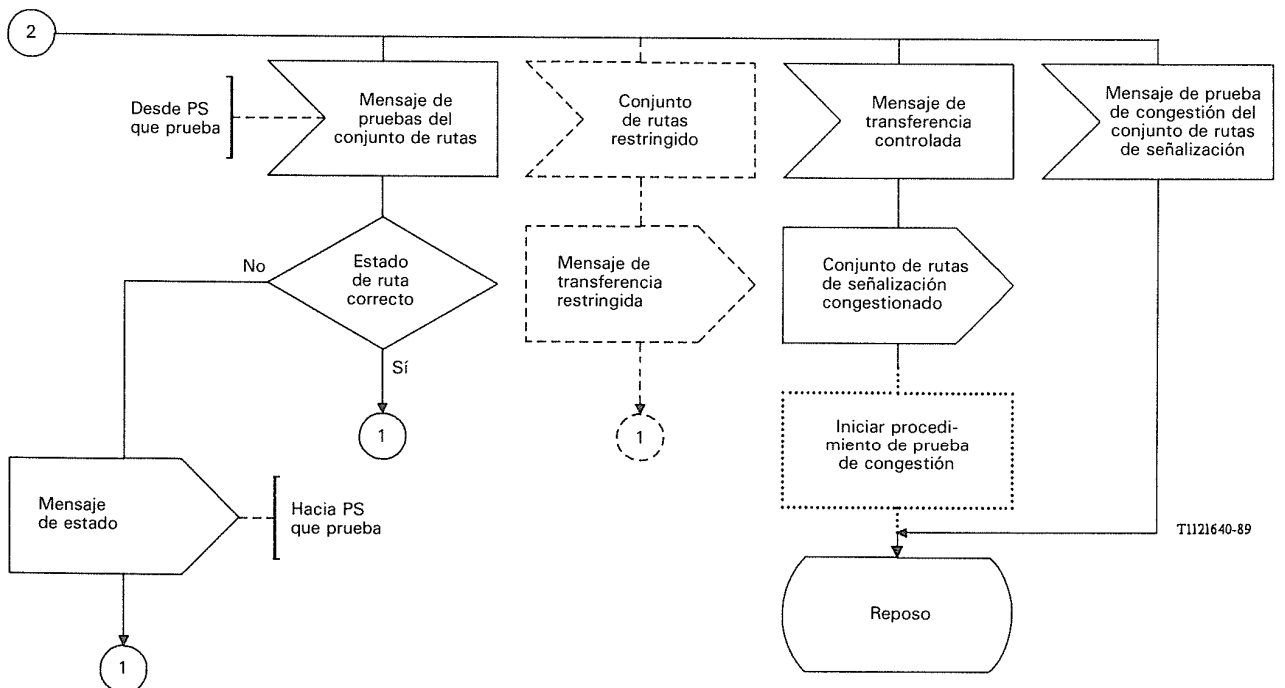 2
Desde PS
que prueba
Mensaje de
pruebas del
conjunto de rutas
Conjunto
de rutas
restringido
Mensaje de
transferencia
controlada
Mensaje de prueba
de congestión del
conjunto de rutas
de señalización
No
Estado
de ruta
correcto
Sí
Mensaje de
transferencia
restringida
Conjunto de rutas
de señalización
congestionado
1
1
Iniciar procedi-
miento de prueba
de congestión
Mensaje
de estado
Hacia PS
que prueba
T1121640-89
Reposo
1